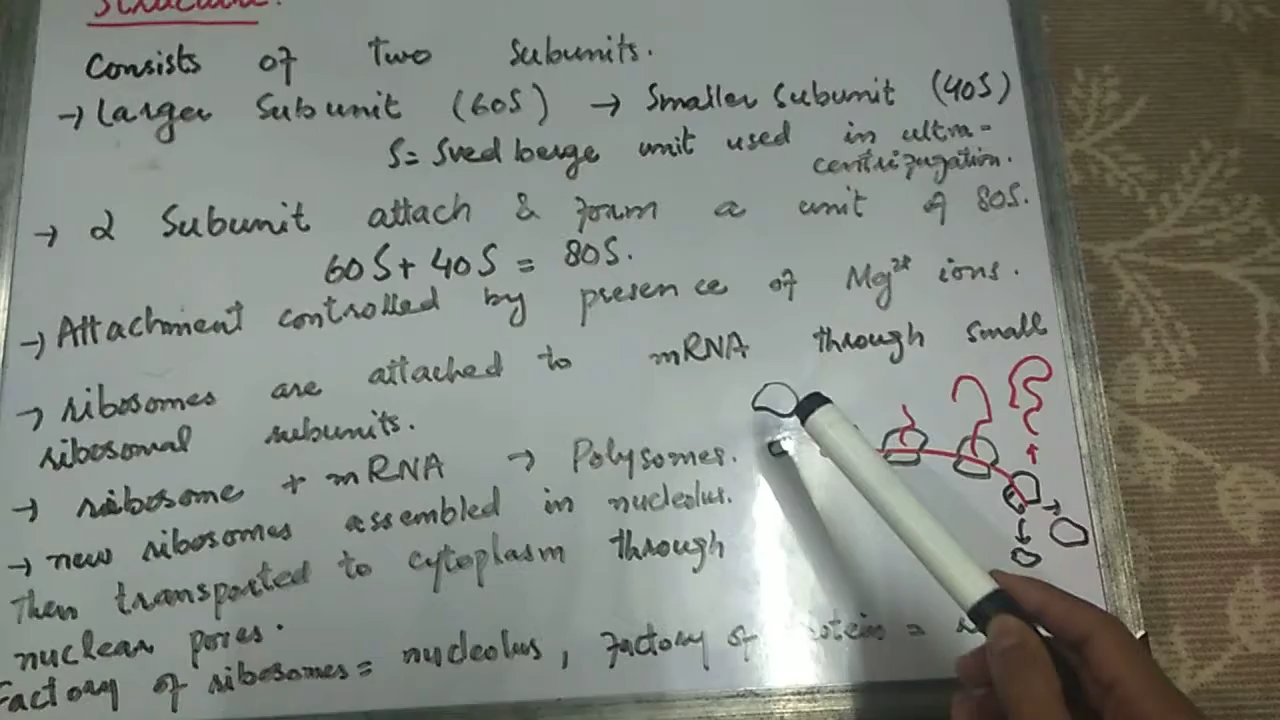 Structure:
Consists of Two Subunits.
→ Larger Subunit (60S) → Smaller Subunit (40S)
S = Svedberge unit used in ultra-
centrifugation.
→ 2 Subunit attach & form a unit of 80S.
60S + 40S = 80S.
→ Attachment controlled by presence of Mg²⁺ ions.
→ ribosomes are attached to mRNA through small
ribosomal subunits.
→ ribosome + mRNA → Polysomes.
→ new ribosomes assembled in nucleolus.
Then transported to cytoplasm through
nuclear pores.
Factory of ribosomes = nucleolus, Factory of Protein =